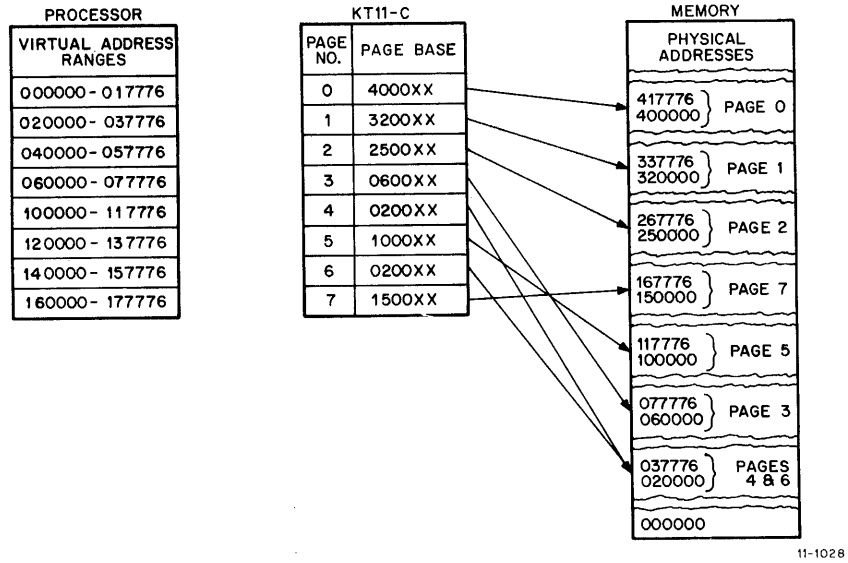 PROCESSOR
VIRTUAL ADDRESS
RANGES
000000 - 017776
020000 - 037776
040000 - 057776
060000 - 077776
100000 - 117776
120000 - 137776
140000 - 157776
160000 - 177776
KT11-C
PAGE NO. PAGE BASE
0 4000XX
1 3200XX
2 2500XX
3 0600XX
4 0200XX
5 1000XX
6 0200XX
7 1500XX
MEMORY
PHYSICAL
ADDRESSES
417776
400000 } PAGE 0
337776
320000 } PAGE 1
267776
250000 } PAGE 2
167776
150000 } PAGE 7
117776
100000 } PAGE 5
077776
060000 } PAGE 3
037776
020000 } PAGES 4 & 6
000000
11-1028